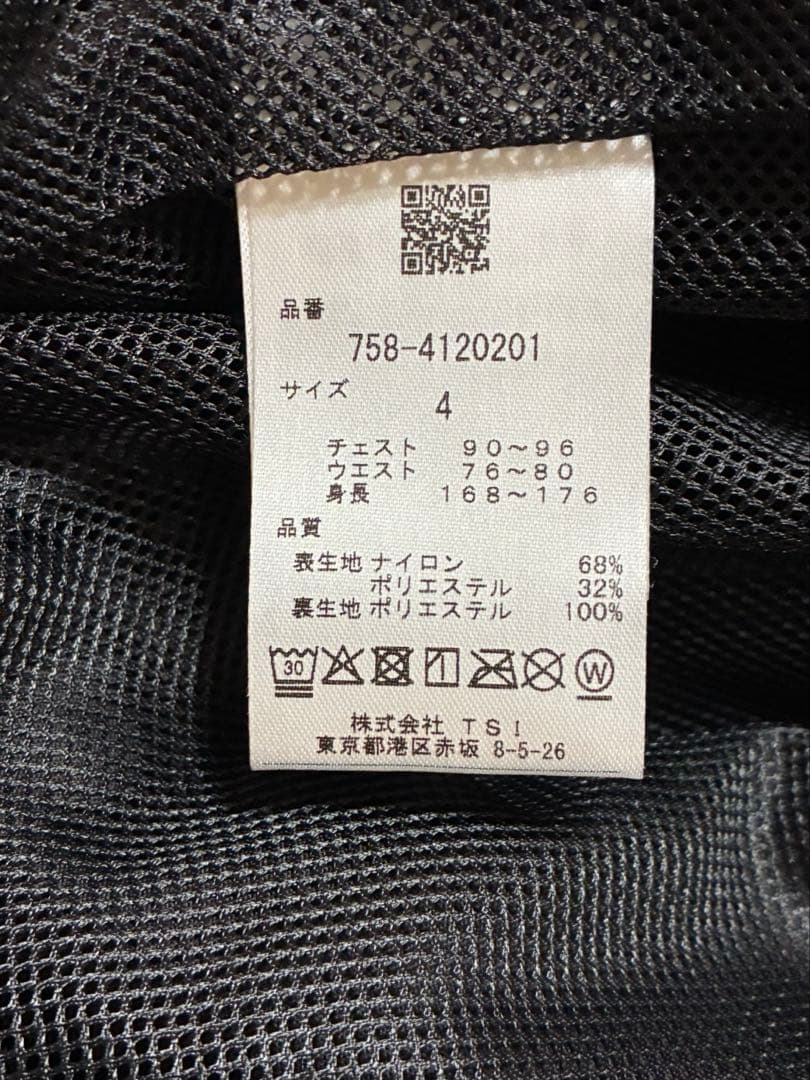 品番
758-4120201
サイズ
4
チェスト 90～96
ウエスト 76～80
身長 168～176
品質
表生地 ナイロン 68%
ポリエステル 32%
裏生地 ポリエステル 100%
30 W
株式会社 TSI
東京都港区赤坂 8-5-26